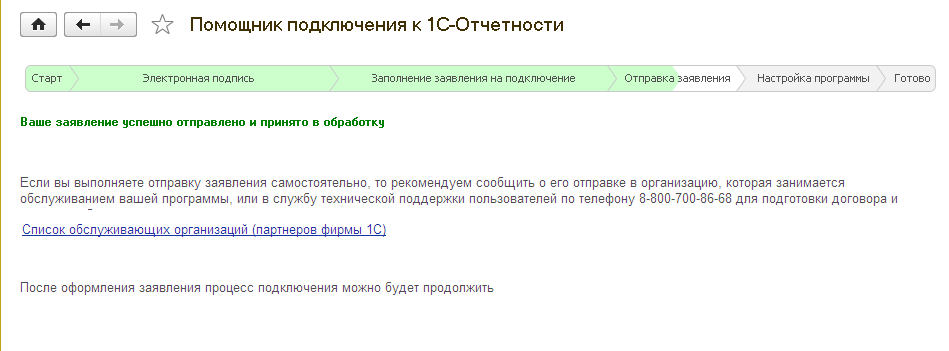 Помощник подключения к 1С-Отчетности
Старт Электронная подпись Заполнение заявления на подключение Отправка заявления Настройка программы Готово
Ваше заявление успешно отправлено и принято в обработку
Если вы выполняете отправку заявления самостоятельно, то рекомендуем сообщить о его отправке в организацию, которая занимается
обслуживанием вашей программы, или в службу технической поддержки пользователей по телефону 8-800-700-86-68 для подготовки договора и
Список обслуживающих организаций (партнеров фирмы 1С)
После оформления заявления процесс подключения можно будет продолжить